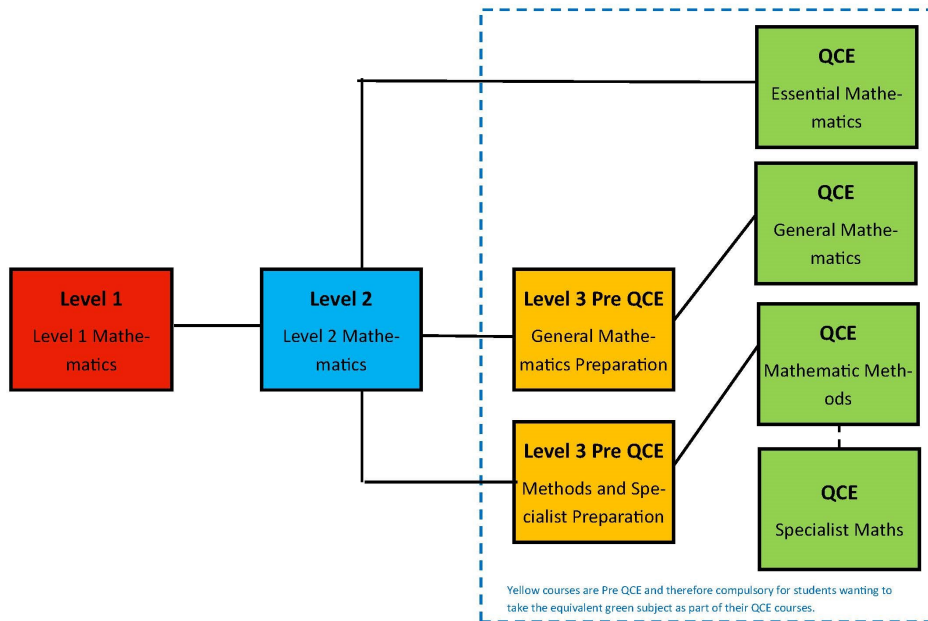 QCE
Essential Mathe-
matics
QCE
General Mathe-
matics
Level 1
Level 1 Mathe-
matics
Level 2
Level 2 Mathe-
matics
Level 3 Pre QCE
General Mathe-
matics Preparation
QCE
Mathematic Meth-
ods
Level 3 Pre QCE
Methods and Spe-
cialist Preparation
QCE
Specialist Maths
Yellow courses are Pre QCE and therefore compulsory for students wanting to
take the equivalent green subject as part of their QCE courses.